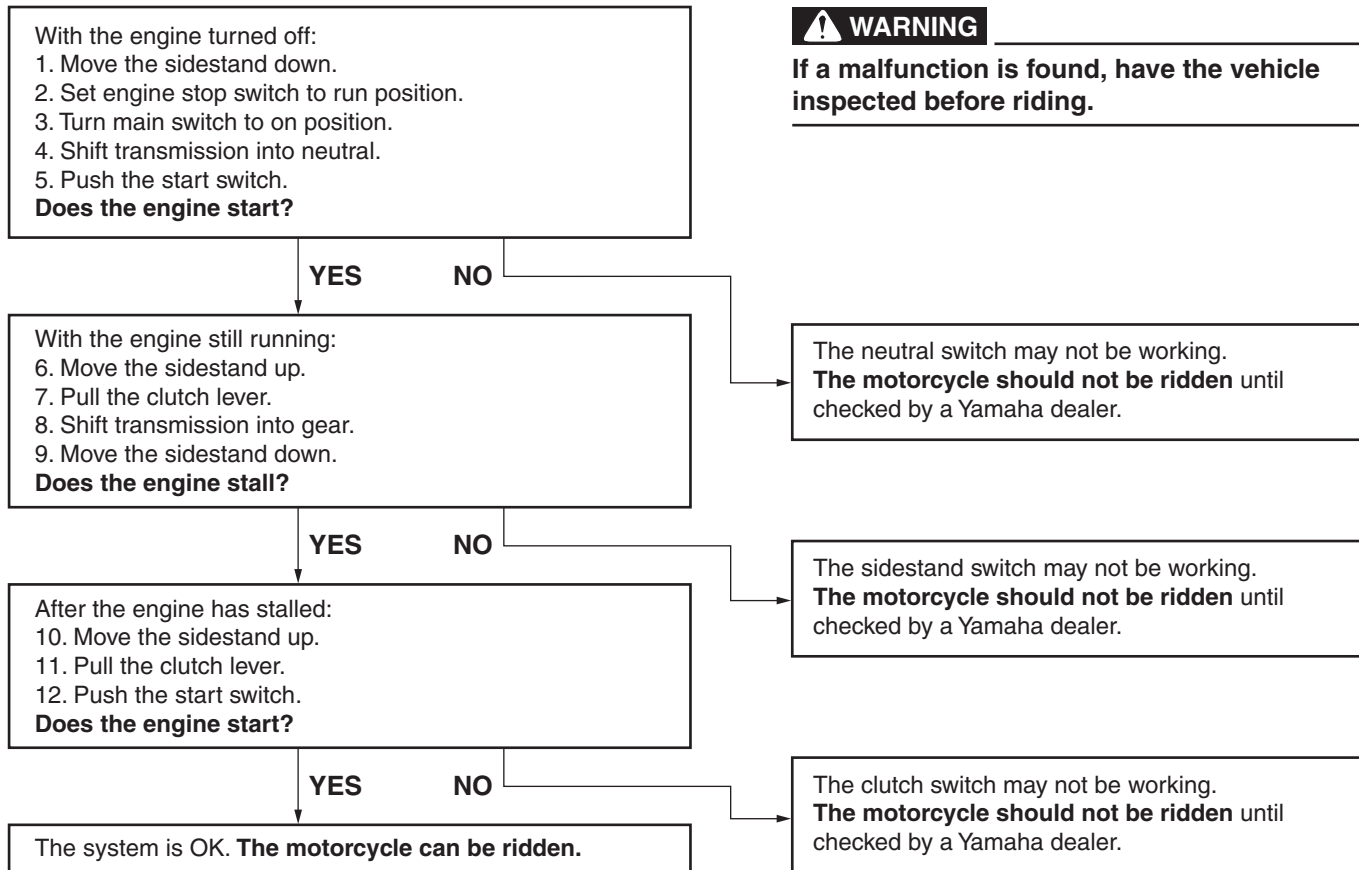 With the engine turned off:
1. Move the sidestand down.
2. Set engine stop switch to run position.
3. Turn main switch to on position.
4. Shift transmission into neutral.
5. Push the start switch.
Does the engine start?
WARNING
If a malfunction is found, have the vehicle
inspected before riding.
YES NO
With the engine still running:
6. Move the sidestand up.
7. Pull the clutch lever.
8. Shift transmission into gear.
9. Move the sidestand down.
Does the engine stall?
The neutral switch may not be working.
The motorcycle should not be ridden until
checked by a Yamaha dealer.
YES NO
After the engine has stalled:
10. Move the sidestand up.
11. Pull the clutch lever.
12. Push the start switch.
Does the engine start?
The sidestand switch may not be working.
The motorcycle should not be ridden until
checked by a Yamaha dealer.
YES NO
The system is OK. The motorcycle can be ridden.
The clutch switch may not be working.
The motorcycle should not be ridden until
checked by a Yamaha dealer.